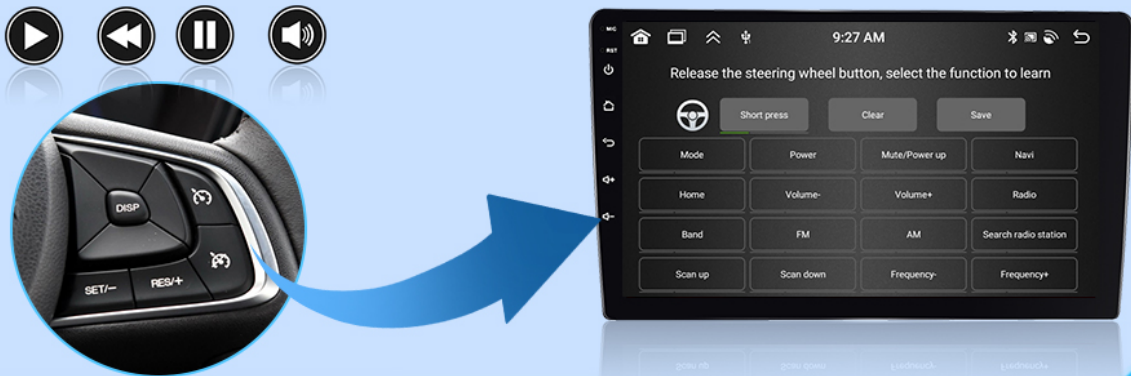 MIC
RST
9:27 AM
Release the steering wheel button, select the function to learn
Short press
Clear
Save
Mode
Power
Mute/Power up
Navi
Home
Volume-
Volume+
Radio
Band
FM
AM
Search radio station
Scan up
Scan down
Frequency-
Frequency+
DISP
SET/-
RES/+